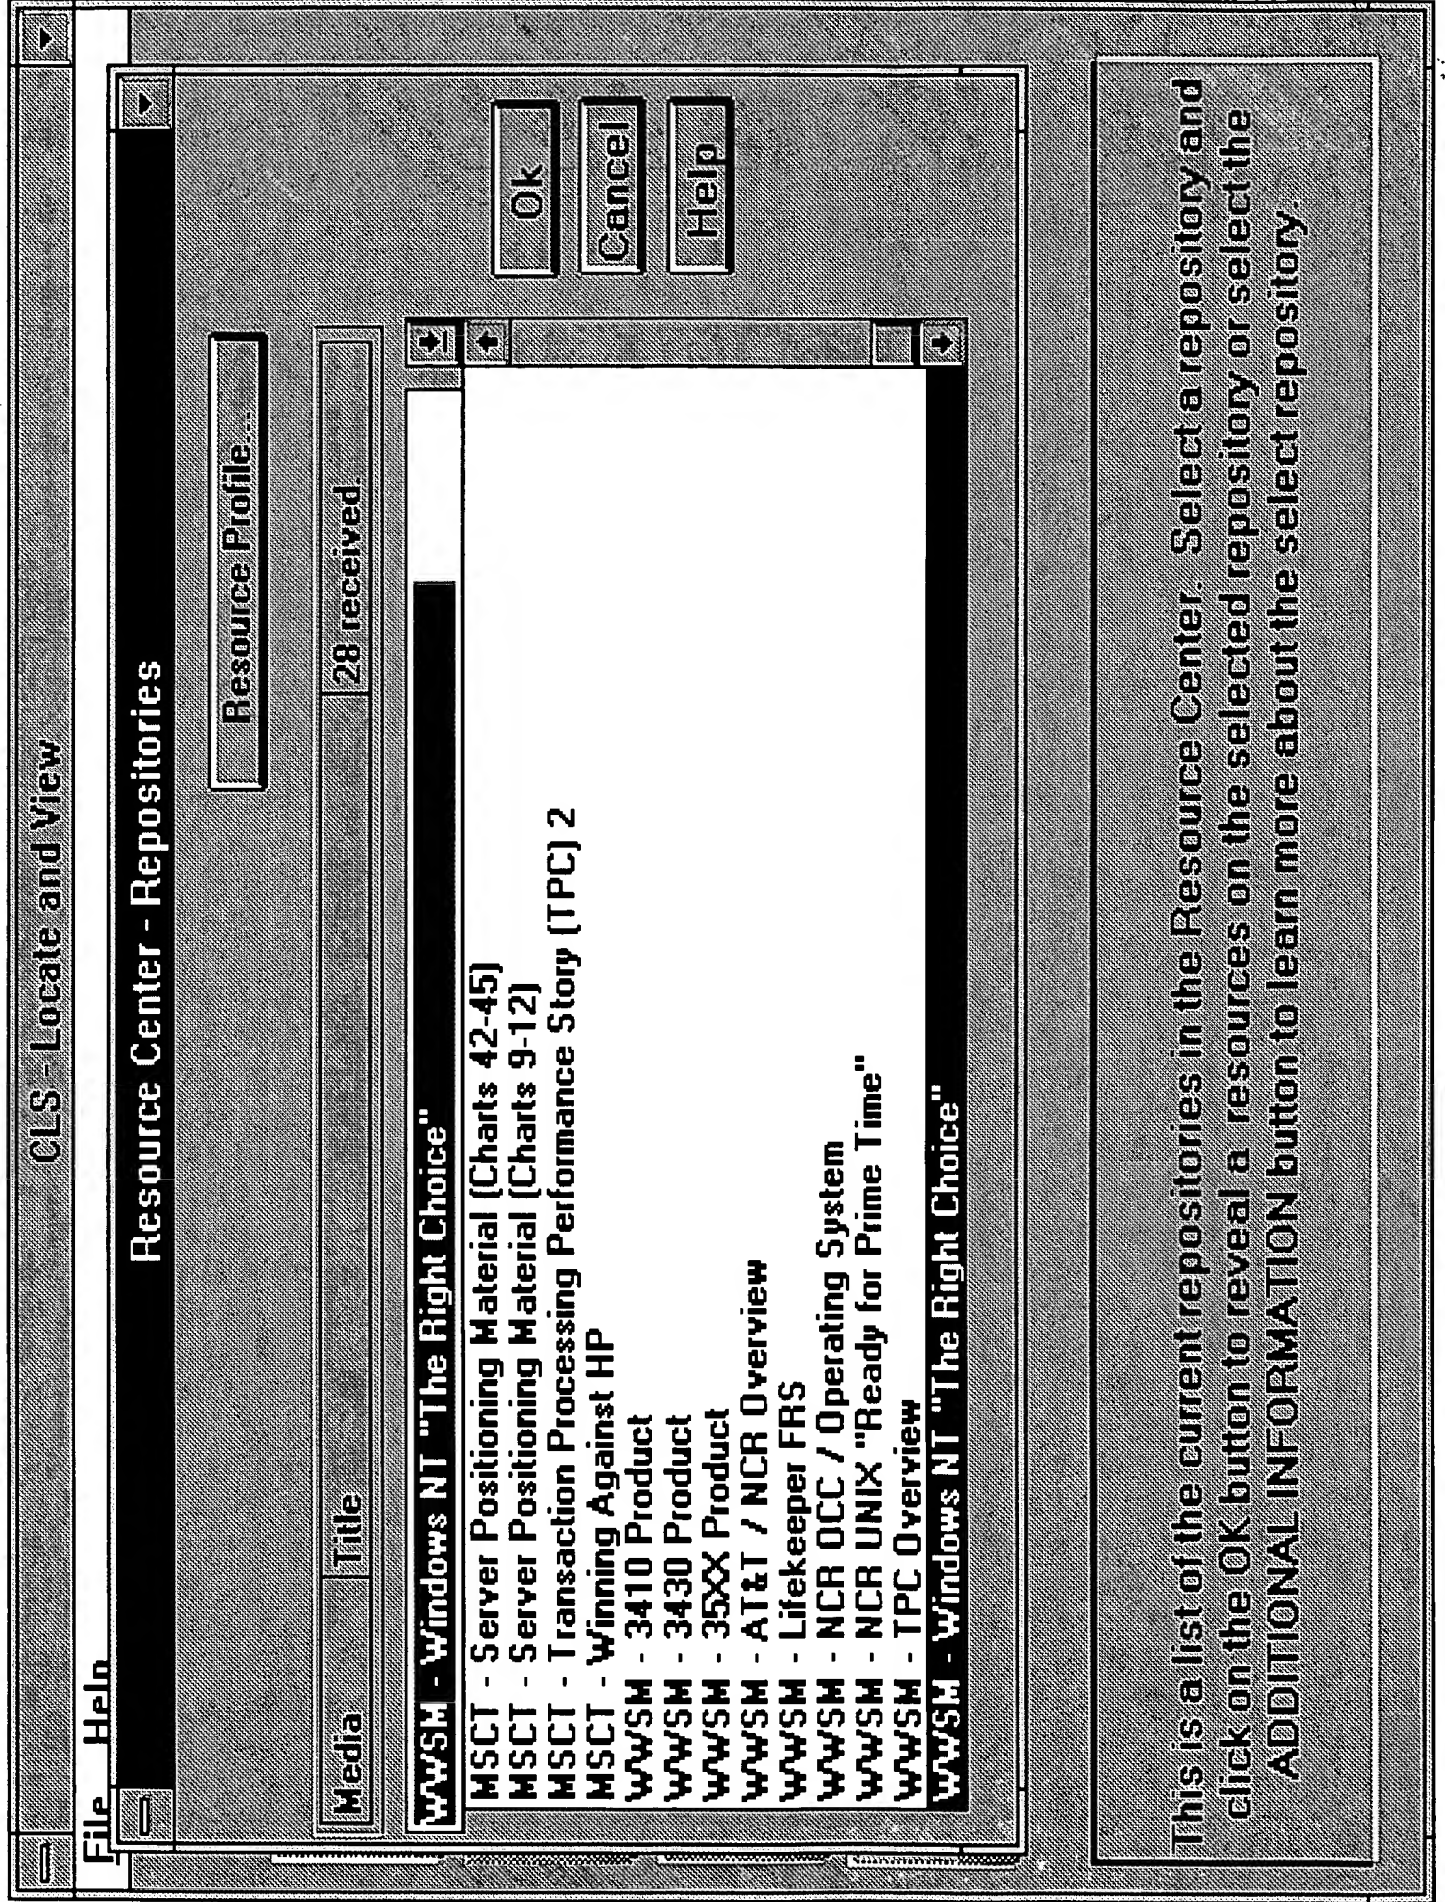 CLS - Locate and View
File Help
Resource Center - Repositories
Resource Profile...
Media Title 28 received.
WWSM - Windows NT "The Right Choice"
MSCT - Server Positioning Material (Charts 42-45)
MSCT - Server Positioning Material (Charts 9-12)
MSCT - Transaction Processing Performance Story (TPC) 2
MSCT - Winning Against HP
WWSM - 3410 Product
WWSM - 3430 Product
WWSM - 35XX Product
WWSM - AT&T / NCR Overview
WWSM - Lifekeeper FRS
WWSM - NCR OCC / Operating System
WWSM - NCR UNIX "Ready for Prime Time"
WWSM - TPC Overview
WWSM - Windows NT "The Right Choice"
Ok
Cancel
Help
This is a list of the current repositories in the Resource Center. Select a repository and
click on the OK button to reveal a resources on the selected repository or select the
ADDITIONAL INFORMATION button to learn more about the select repository.